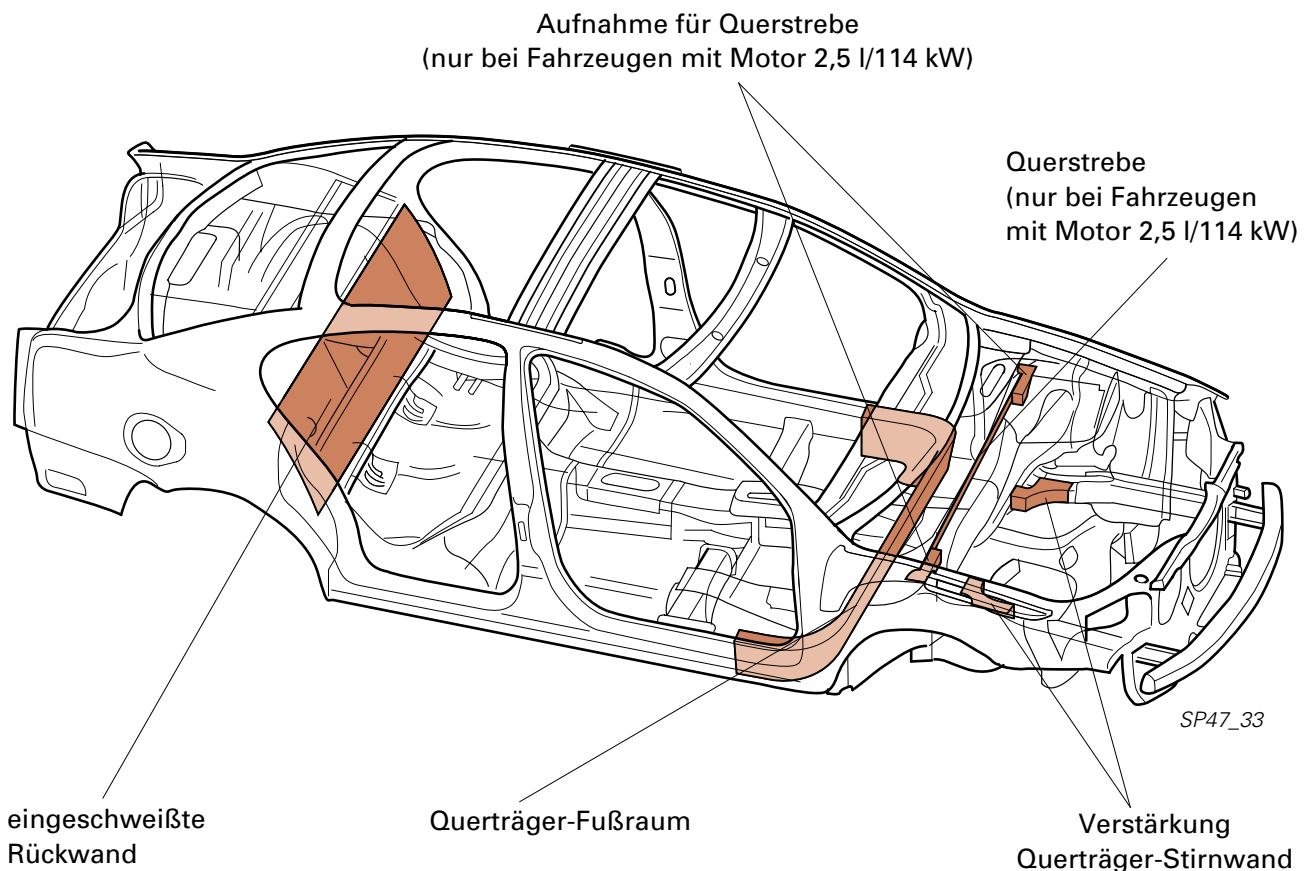 Aufnahme für Querstrebe
(nur bei Fahrzeugen mit Motor 2,5 l/114 kW)
Querstrebe
(nur bei Fahrzeugen
mit Motor 2,5 l/114 kW)
SP47_33
eingeschweißte
Rückwand
Querträger-Fußraum
Verstärkung
Querträger-Stirnwand